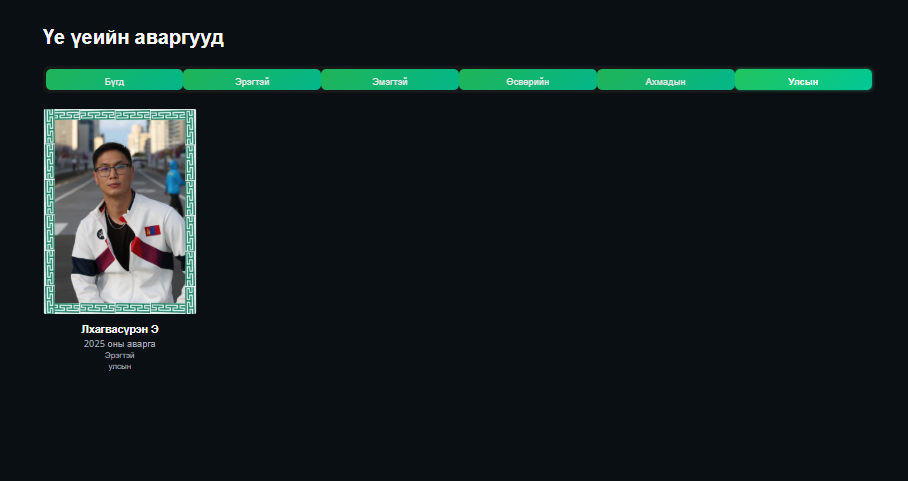 Үе үеийн аваргууд
Бүгд Эрэгтэй Эмэгтэй Өсвөрийн Ахмадын Улсын
Лхагвасүрэн Э
2025 оны аварга
Эрэгтэй
улсын